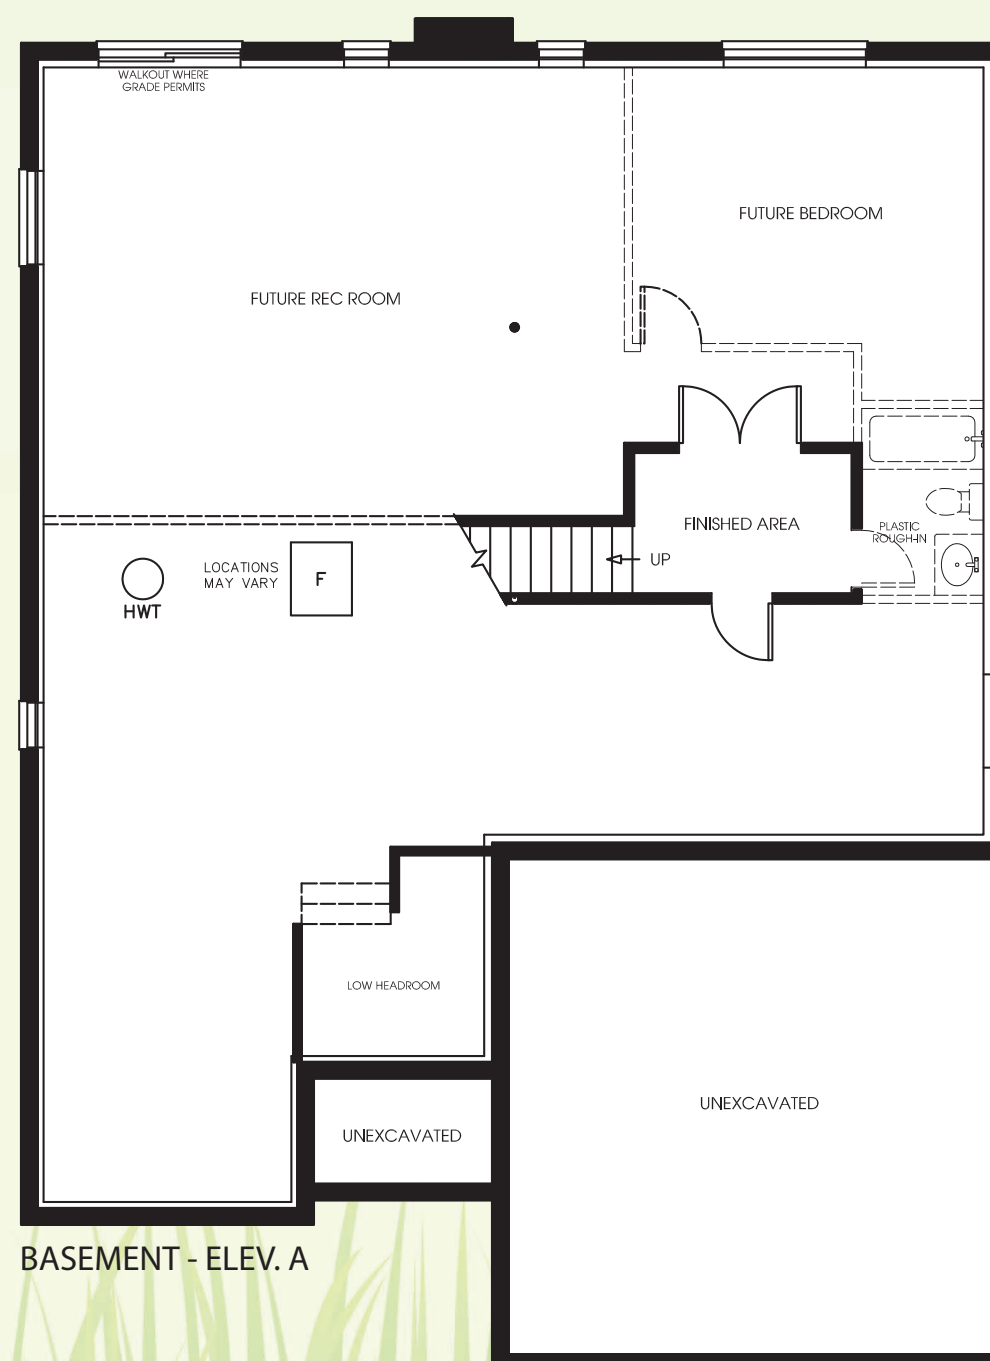 WALKOUT WHERE
GRADE PERMITS
FUTURE BEDROOM
FUTURE REC ROOM
FINISHED AREA
PLASTIC
ROUGH-IN
UP
LOCATIONS
MAY VARY
F
HWT
LOW HEADROOM
UNEXCAVATED
UNEXCAVATED
BASEMENT - ELEV. A